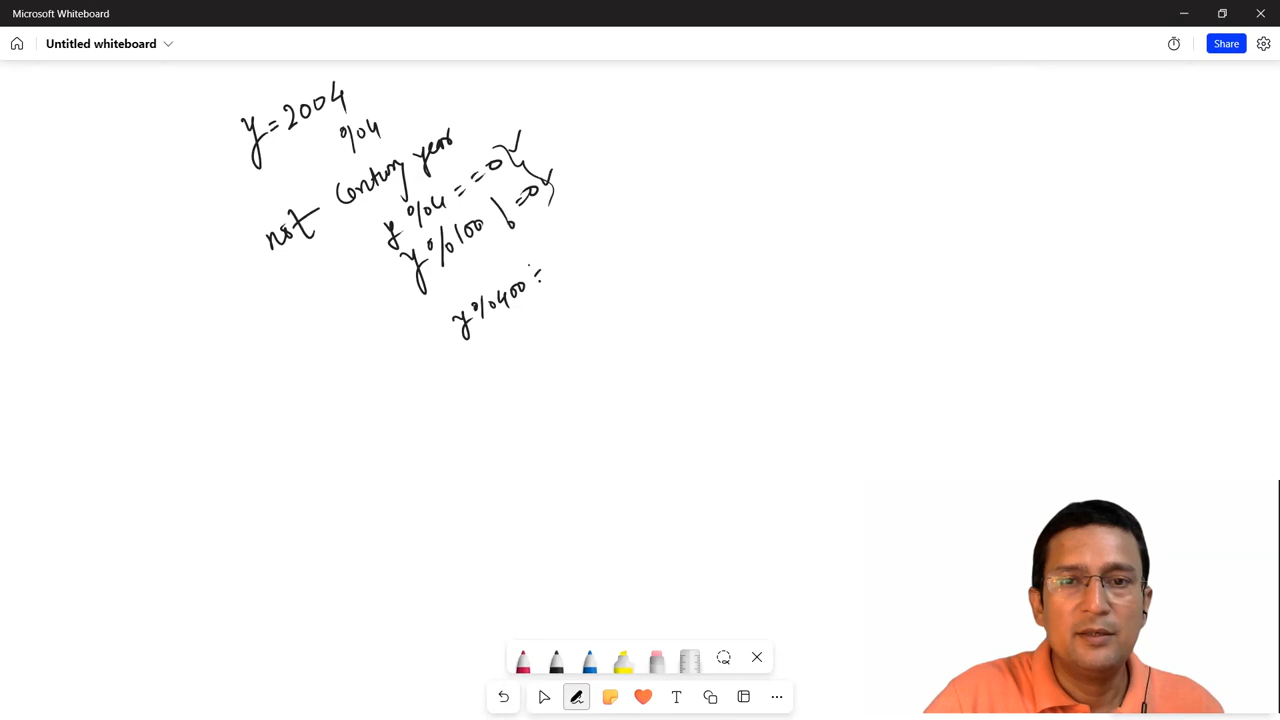 Microsoft Whiteboard
Untitled whiteboard
Share
y=2004
%4
not Century year
y%4==0
y%100!=0
y%400=